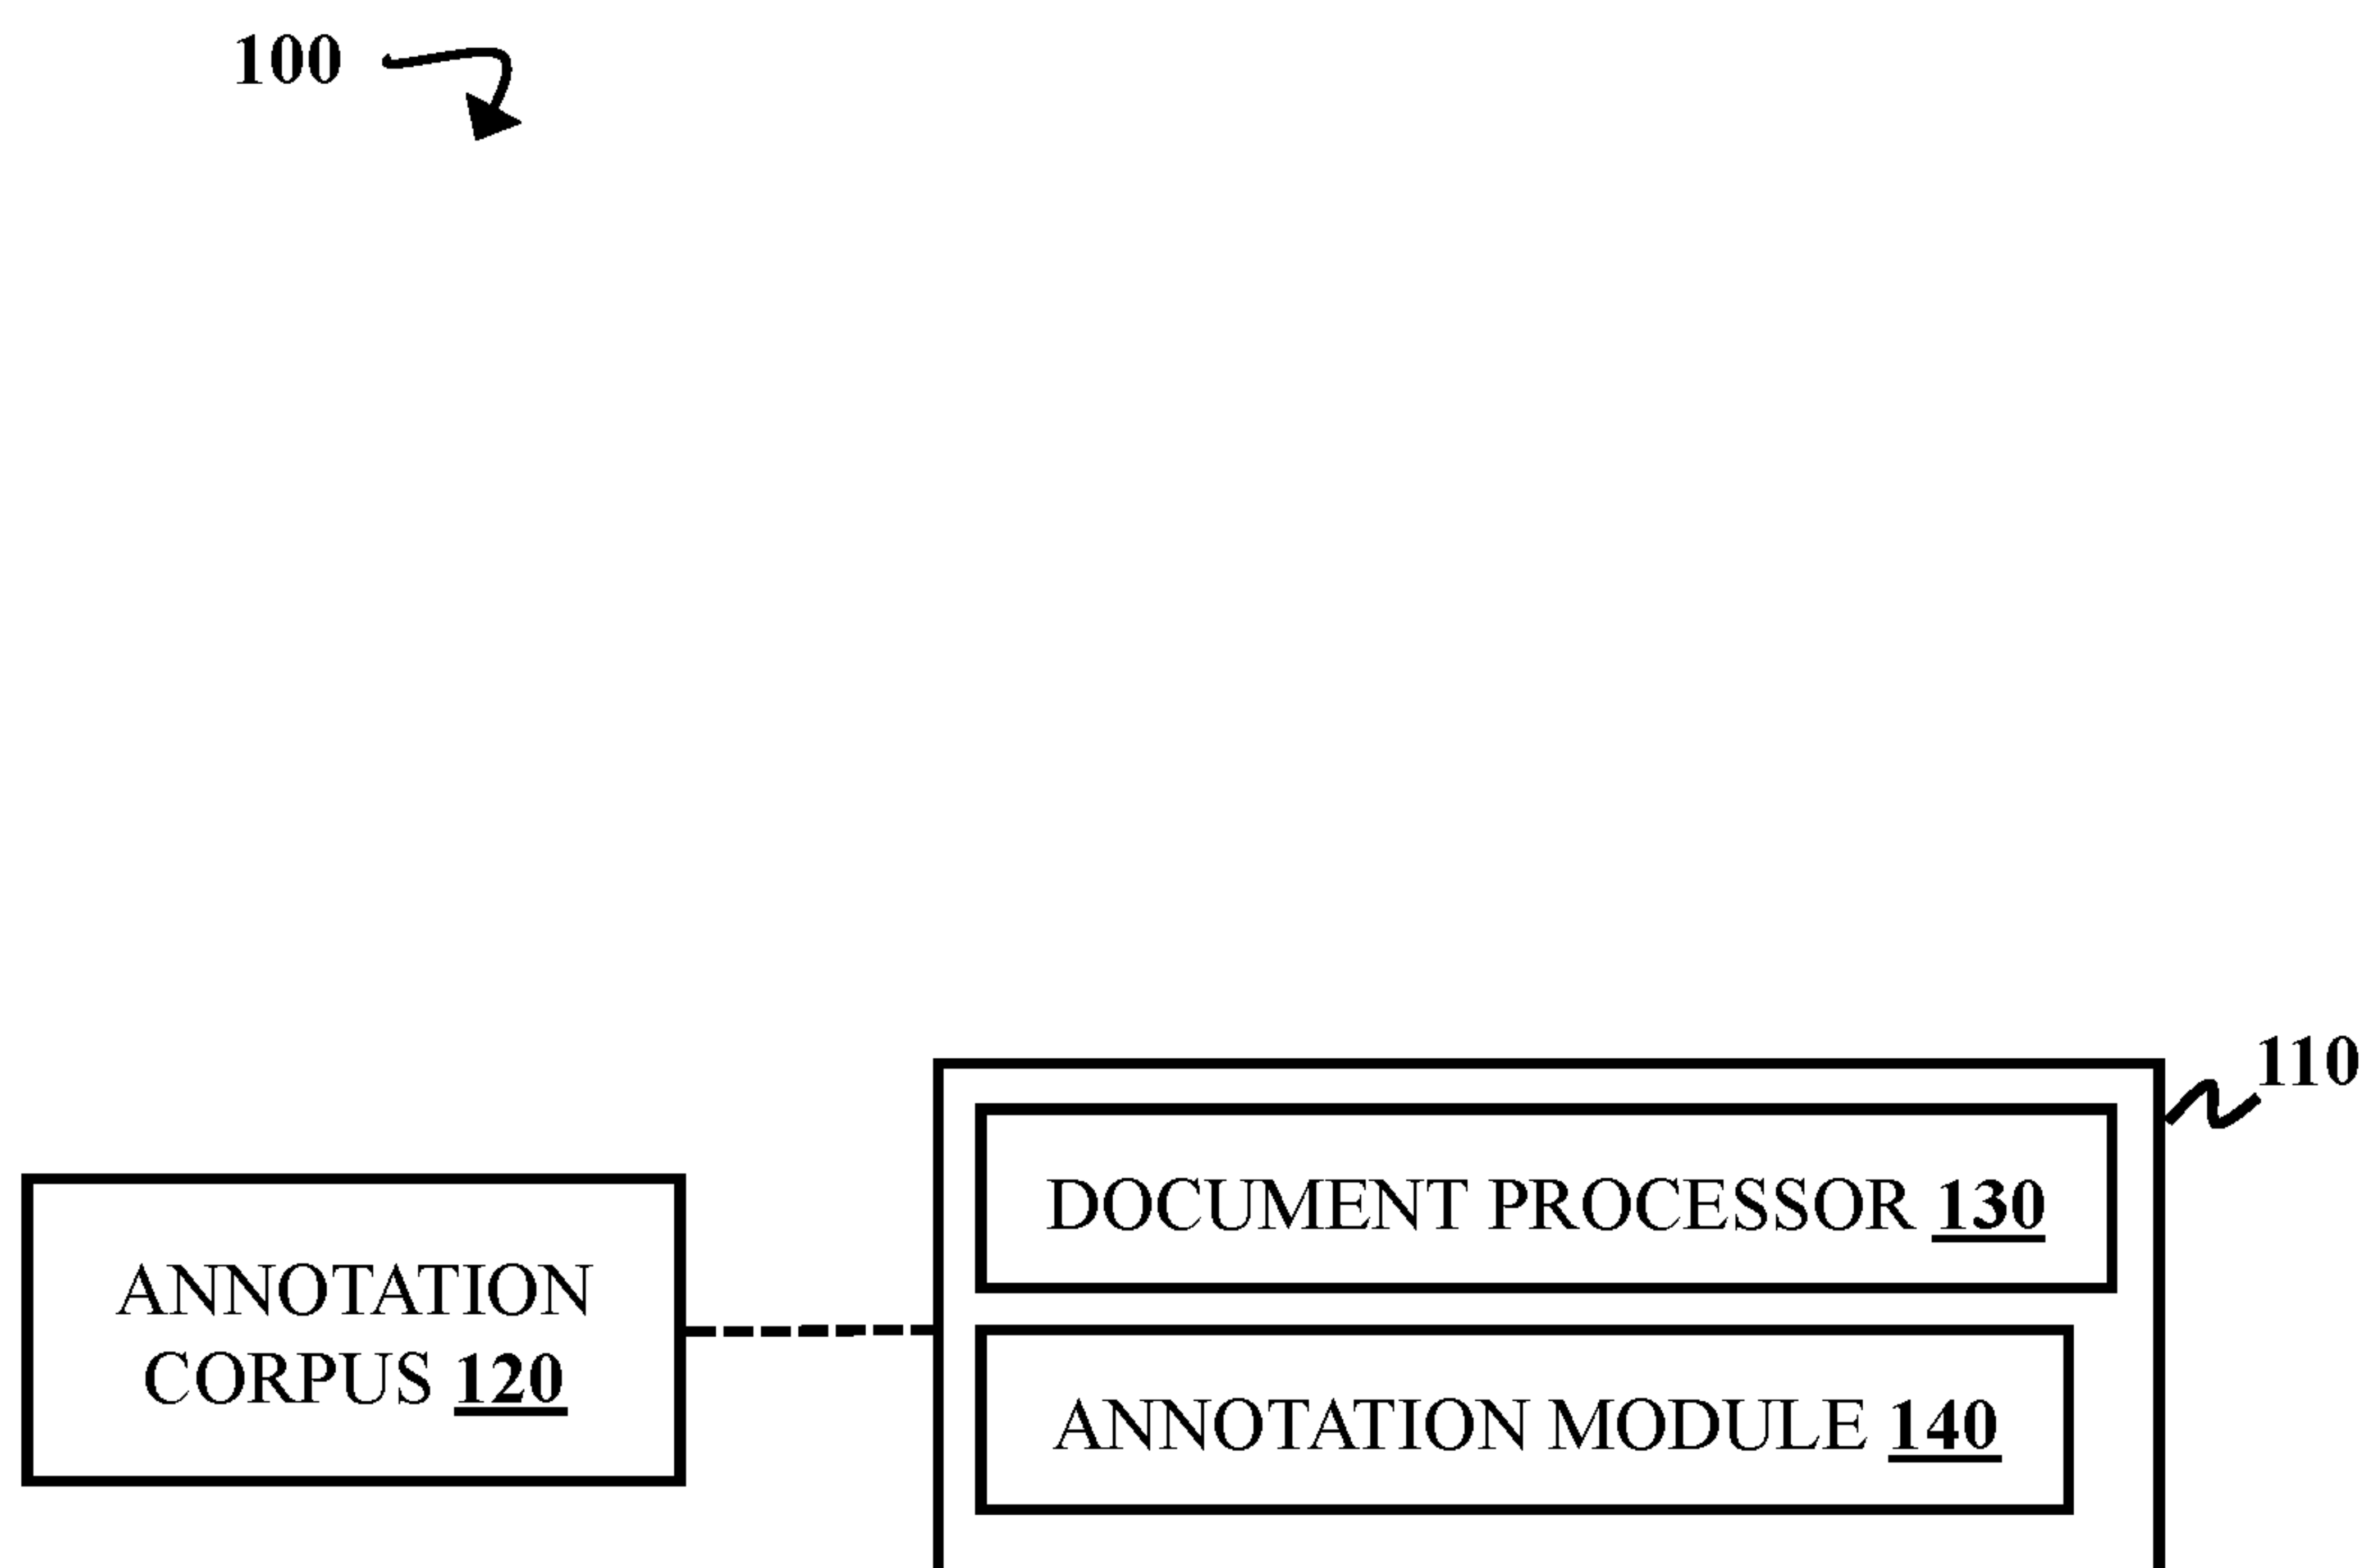 100
110
DOCUMENT PROCESSOR 130
ANNOTATION
CORPUS 120
ANNOTATION MODULE 140